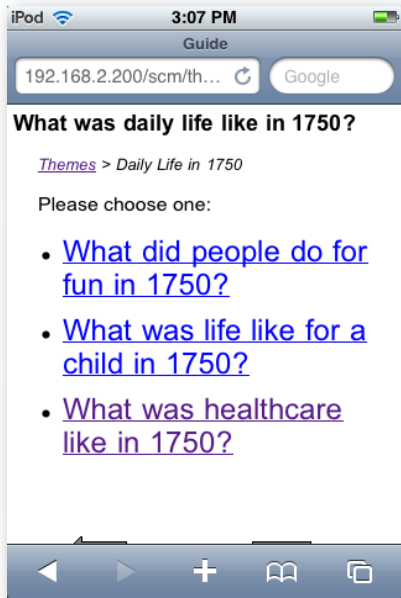 iPod 3:07 PM
Guide
192.168.2.200/scm/th... Google
What was daily life like in 1750?
Themes > Daily Life in 1750
Please choose one:
• What did people do for
fun in 1750?
• What was life like for a
child in 1750?
• What was healthcare
like in 1750?